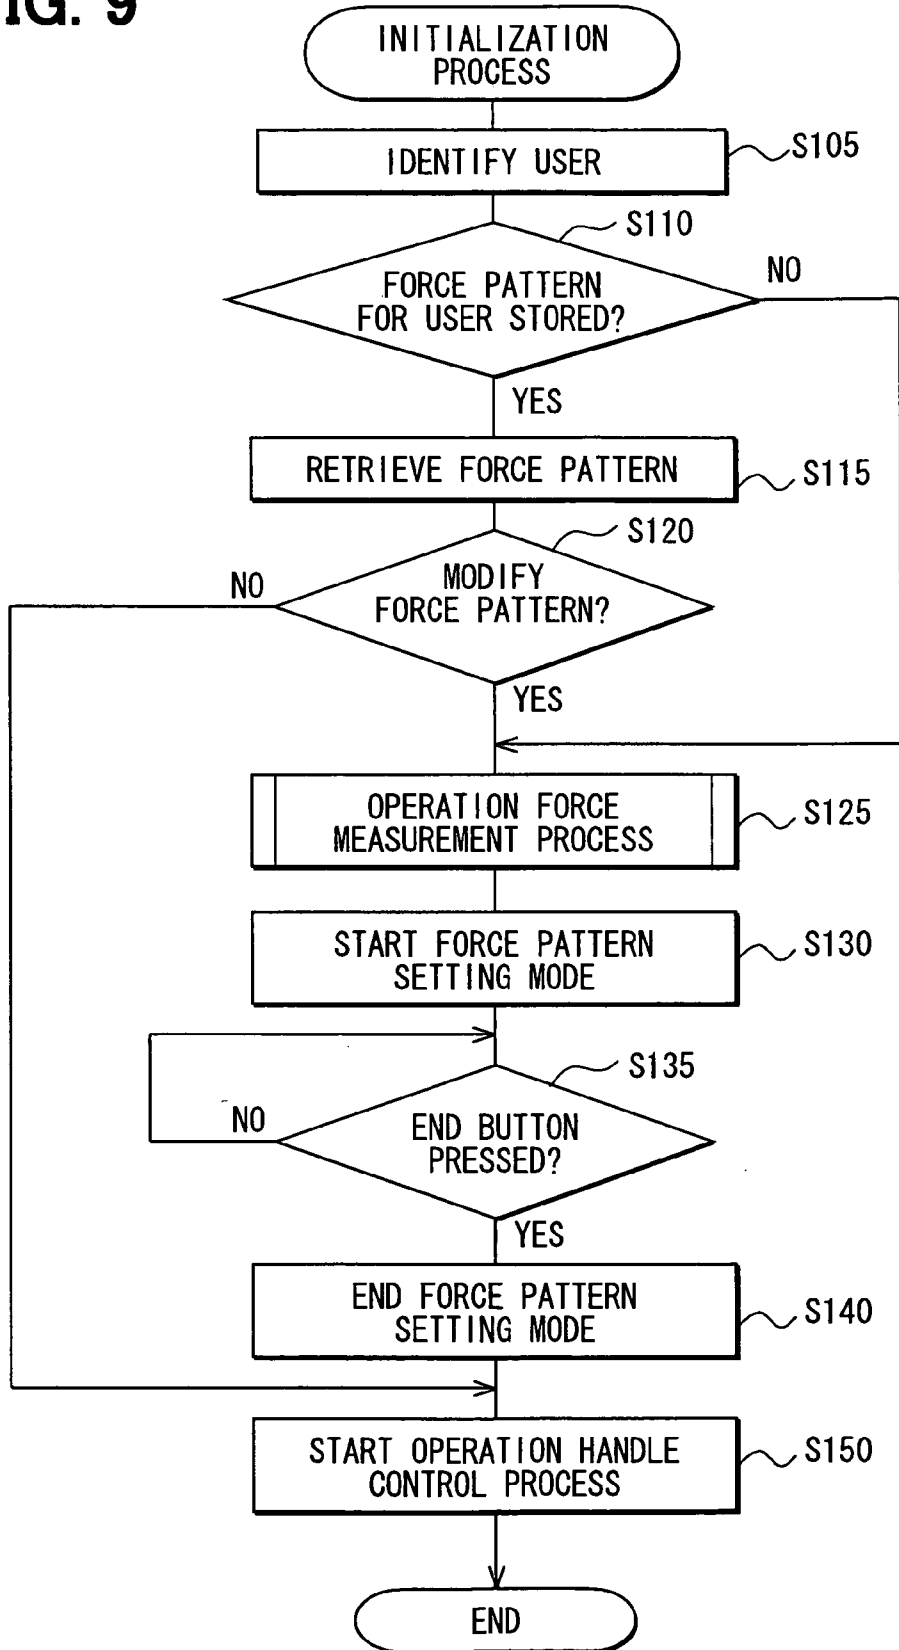 IG. 9
INITIALIZATION
PROCESS
IDENTIFY USER
S105
S110
FORCE PATTERN
FOR USER STORED?
NO
YES
RETRIEVE FORCE PATTERN
S115
S120
MODIFY
FORCE PATTERN?
NO
YES
OPERATION FORCE
MEASUREMENT PROCESS
S125
START FORCE PATTERN
SETTING MODE
S130
S135
END BUTTON
PRESSED?
NO
YES
END FORCE PATTERN
SETTING MODE
S140
START OPERATION HANDLE
CONTROL PROCESS
S150
END